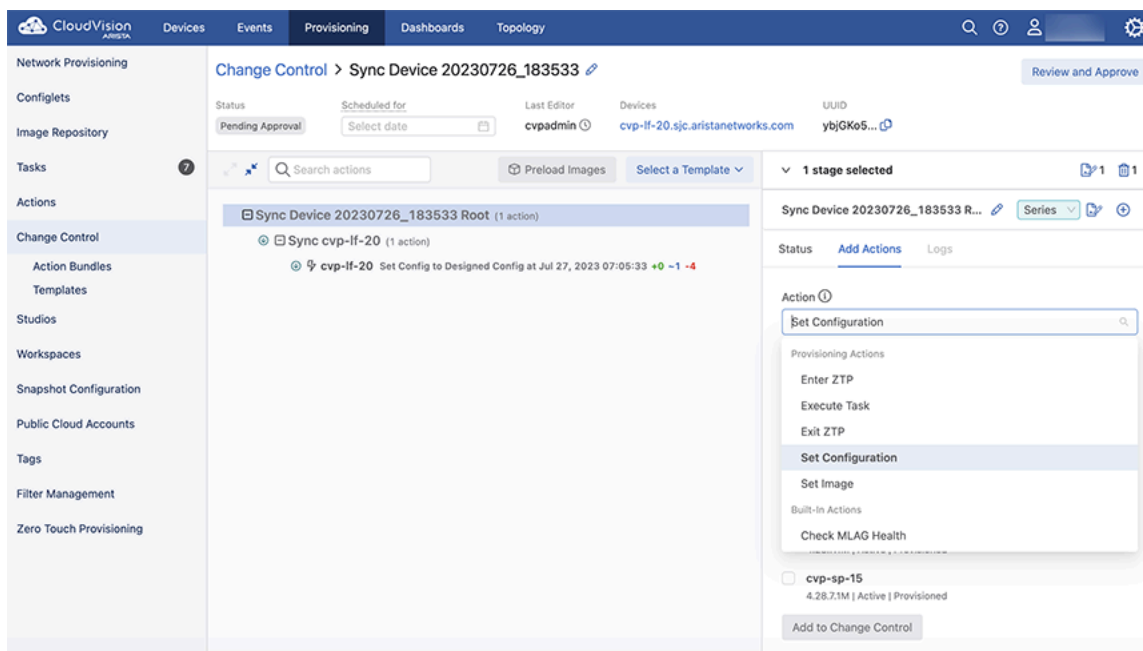 CloudVision
ARISTA
Devices
Events
Provisioning
Dashboards
Topology
Network Provisioning
Configlets
Image Repository
Tasks 7
Actions
Change Control
Action Bundles
Templates
Studios
Workspaces
Snapshot Configuration
Public Cloud Accounts
Tags
Filter Management
Zero Touch Provisioning
Change Control > Sync Device 20230726_183533
Review and Approve
Status
Pending Approval
Scheduled for
Select date
Last Editor
cvpadmin
Devices
cvp-lf-20.sjc.aristanetworks.com
UUID
ybjGKo5...
Search actions
Preload Images
Select a Template
Sync Device 20230726_183533 Root (1 action)
Sync cvp-lf-20 (1 action)
cvp-lf-20 Set Config to Designed Config at Jul 27, 2023 07:05:33 +0 ~1 -4
1 stage selected
1
1
Sync Device 20230726_183533 R...
Series
Status
Add Actions
Logs
Action
Set Configuration
Provisioning Actions
Enter ZTP
Execute Task
Exit ZTP
Set Configuration
Set Image
Built-In Actions
Check MLAG Health
cvp-sp-15
4.28.7.1M | Active | Provisioned
Add to Change Control